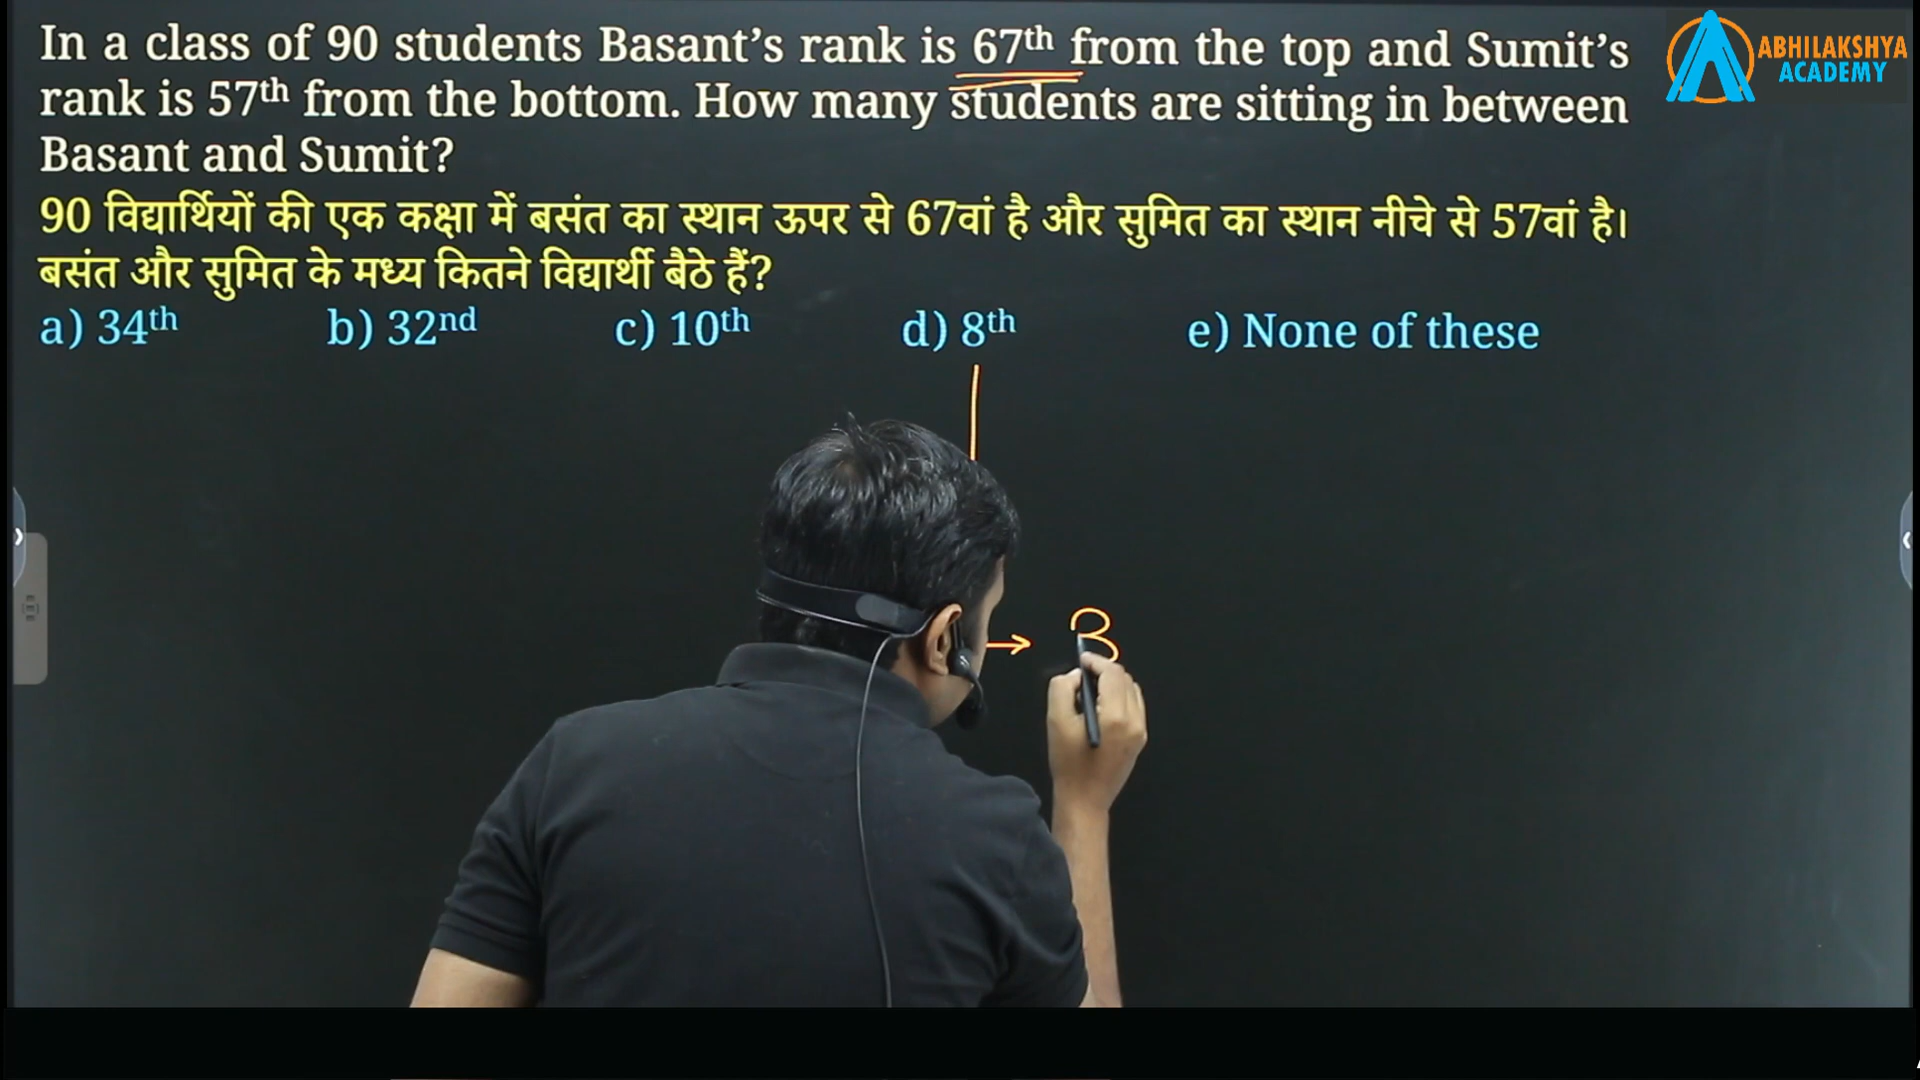 In a class of 90 students Basant’s rank is 67th from the top and Sumit’s
rank is 57th from the bottom. How many students are sitting in between
Basant and Sumit?
90 विद्यार्थियों की एक कक्षा में बसंत का स्थान ऊपर से 67वां है और सुमित का स्थान नीचे से 57वां है।
बसंत और सुमित के मध्य कितने विद्यार्थी बैठे हैं?
a) 34th b) 32nd c) 10th d) 8th e) None of these
ABHILAKSHYA
ACADEMY